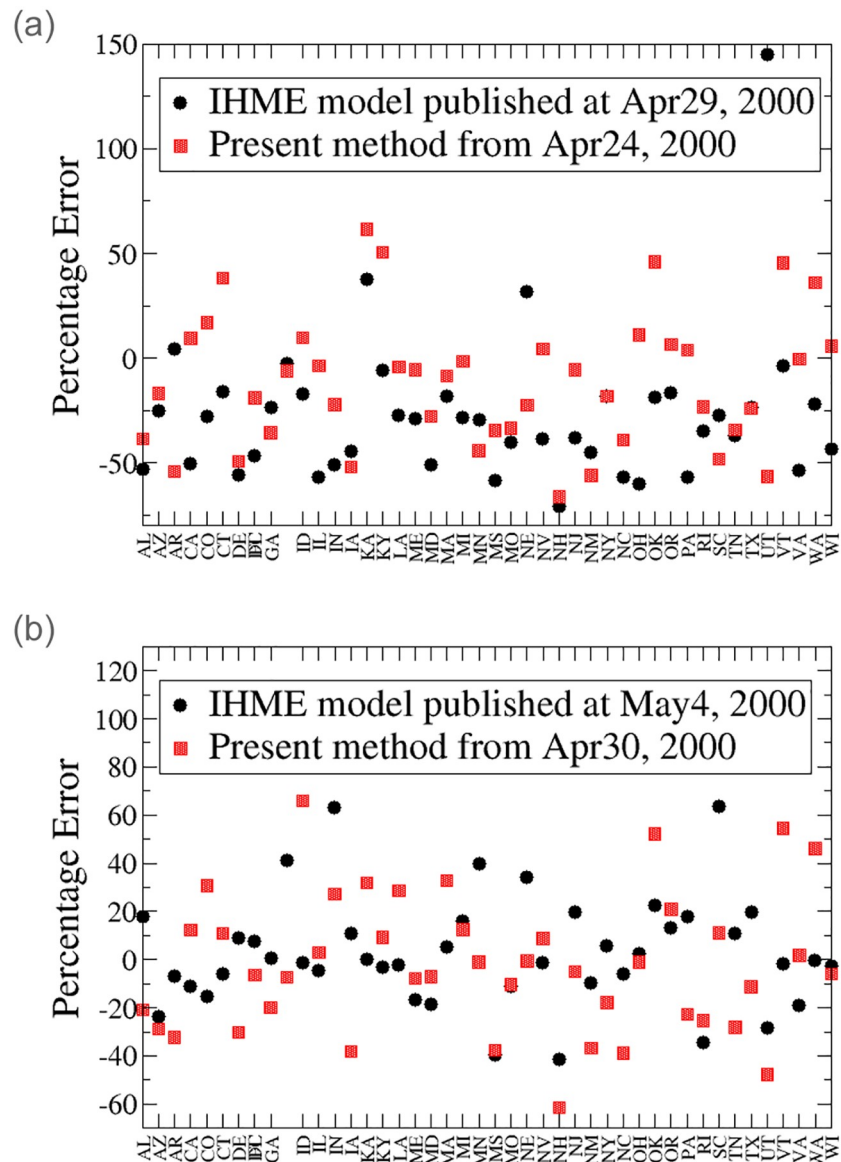 (a)
150
100
50
0
-50
Percentage Error
IHME model published at Apr29, 2000
Present method from Apr24, 2000
AL AZ AR CA CO CT DE DC GA ID IL IN IA KA KY LA ME MD MA MI MN MS MO NE NV NH NJ NM NY NC OH OK OR PA RI SC TN TX UT VT VA WA WI
(b)
120
100
80
60
40
20
0
-20
-40
-60
Percentage Error
IHME model published at May4, 2000
Present method from Apr30, 2000
AL AZ AR CA CO CT DE DC GA ID IL IN IA KA KY LA ME MD MA MI MN MS MO NE NV NH NJ NM NY NC OH OK OR PA RI SC TN TX UT VT VA WA WI